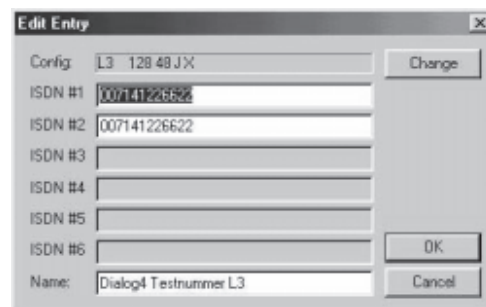 Edit Entry
Config: L3 128 48 J X Change
ISDN #1 007141226622
ISDN #2 007141226622
ISDN #3
ISDN #4
ISDN #5
ISDN #6 OK
Name: Dialog4 Testnummer L3 Cancel